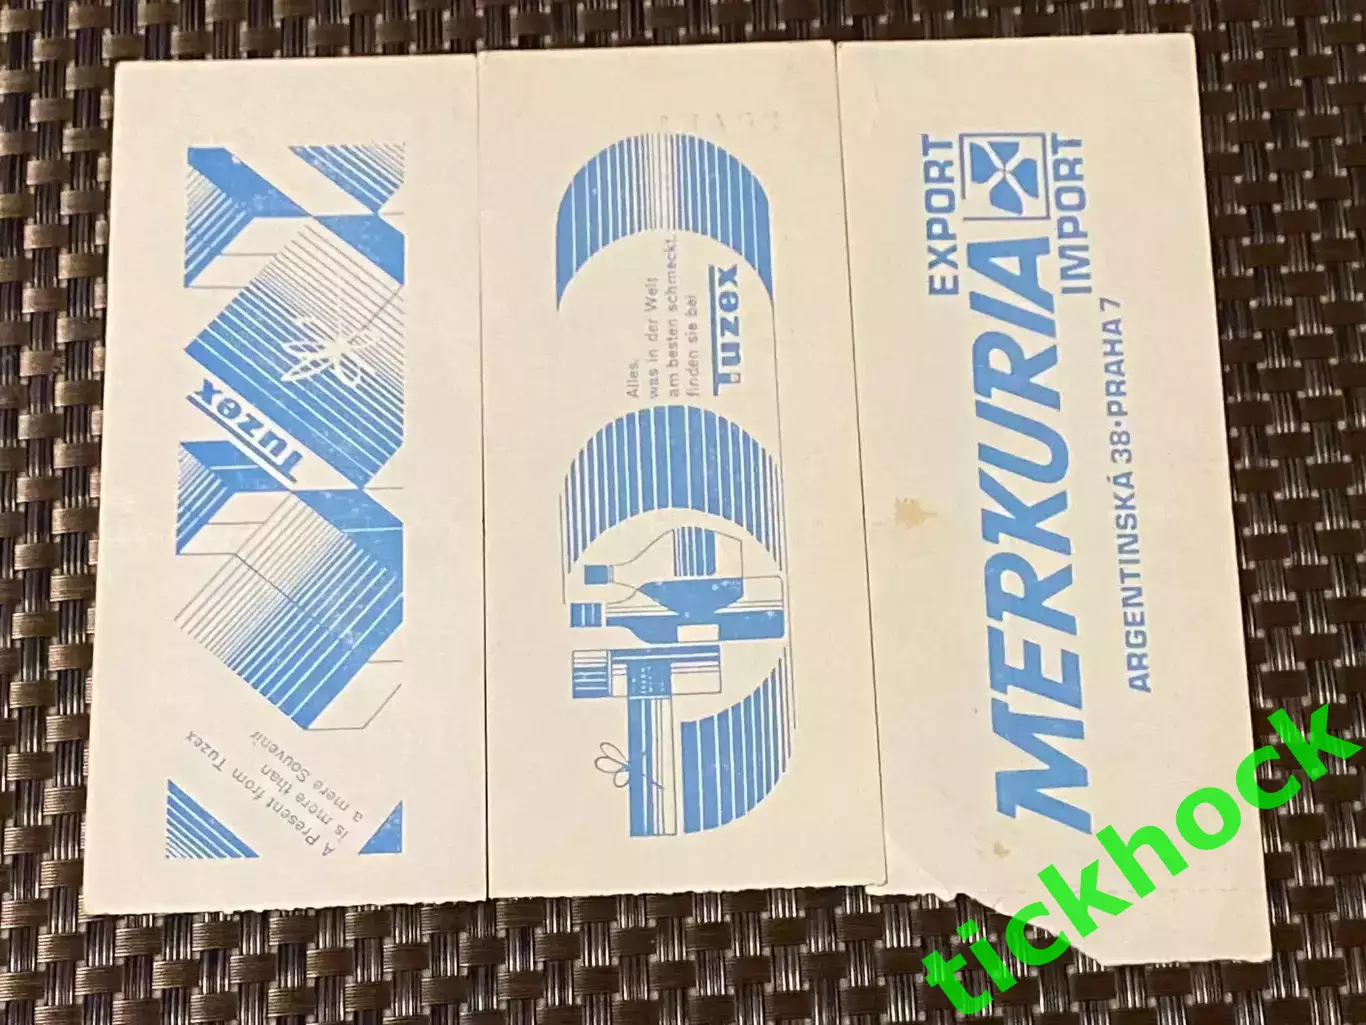 Tuzex
A Present from Tuzex
is more than
a mere Souvenir
Alles,
was in der Welt
am besten schmeckt,
finden sie bei
Tuzex
EXPORT
MERKURIA
IMPORT
ARGENTINSKÁ 38·PRAHA 7
tickhock